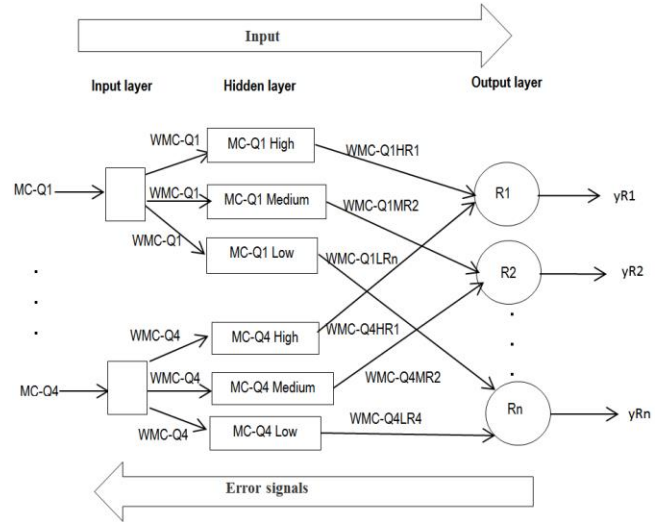 Input
Input layer
Hidden layer
Output layer
WMC-Q1
MC-Q1 High
WMC-Q1HR1
MC-Q1
WMC-Q1
MC-Q1 Medium
WMC-Q1MR2
R1
yR1
WMC-Q1
MC-Q1 Low
WMC-Q1LRn
R2
yR2
WMC-Q4
MC-Q4 High
WMC-Q4HR1
MC-Q4
WMC-Q4
MC-Q4 Medium
WMC-Q4MR2
WMC-Q4
MC-Q4 Low
WMC-Q4LR4
Rn
yRn
Error signals